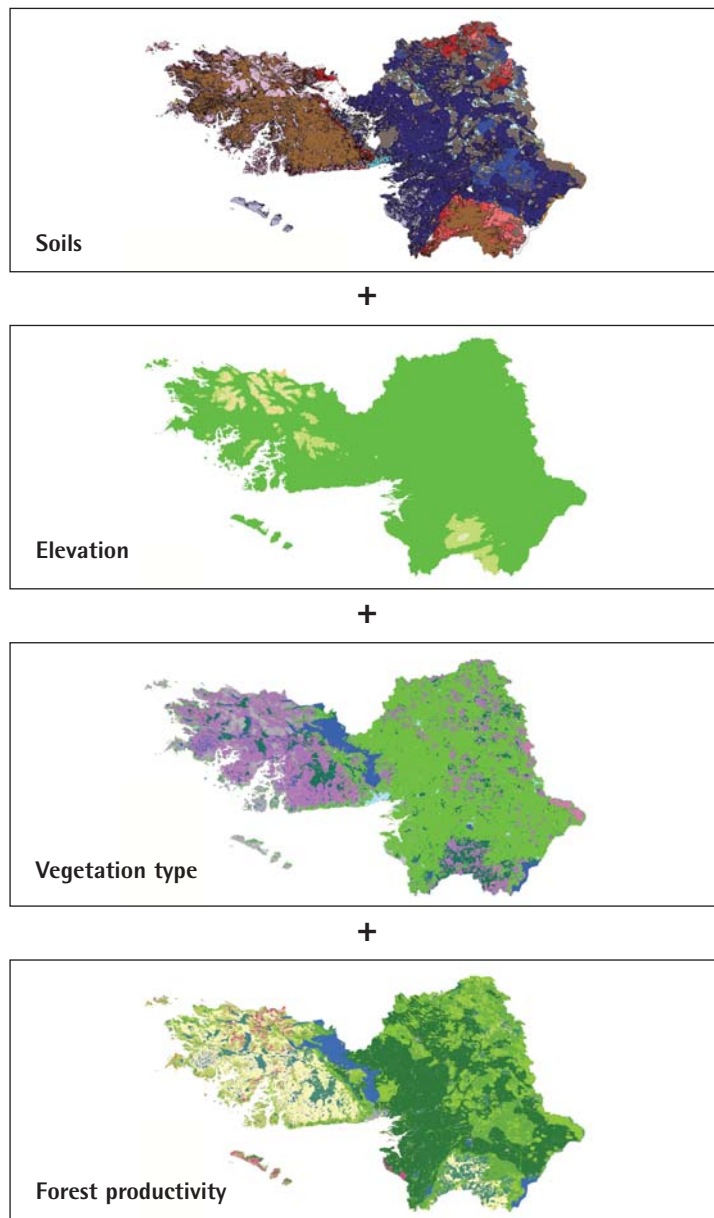 Soils
+
Elevation
+
Vegetation type
+
Forest productivity